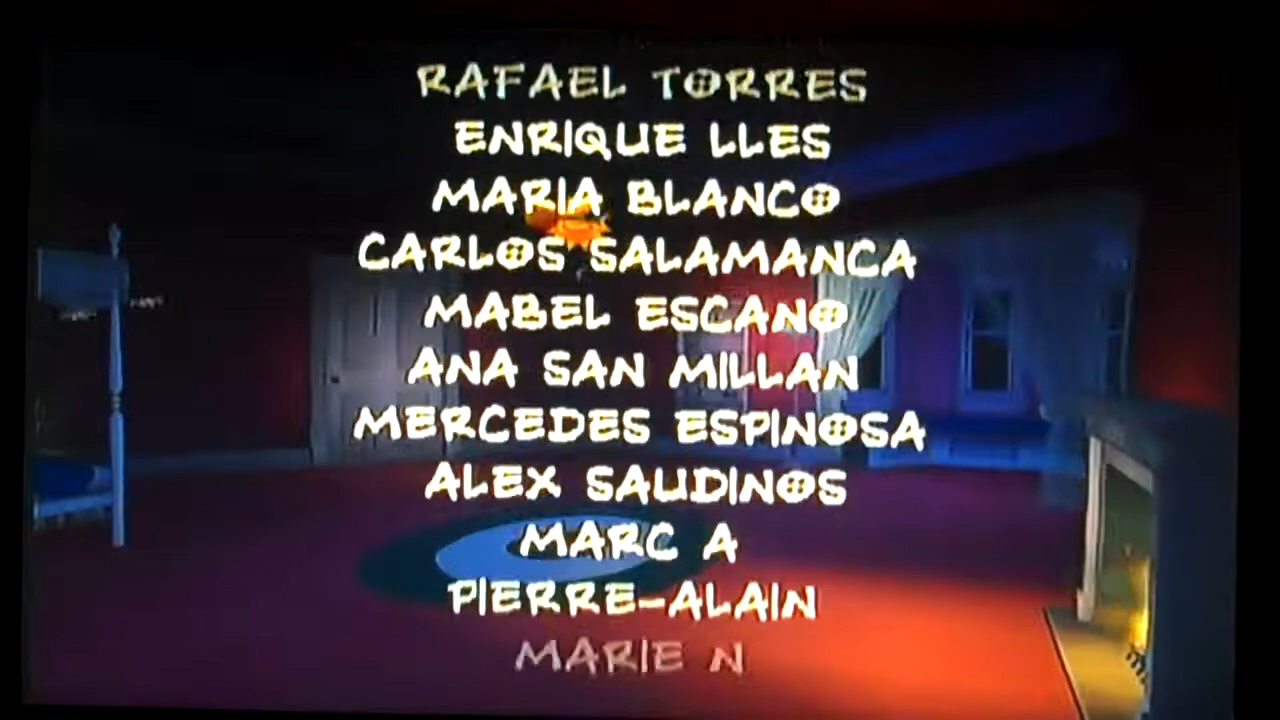 RAFAEL TORRES
ENRIQUE LLES
MARIA BLANCO
CARLOS SALAMANCA
MABEL ESCANO
ANA SAN MILLAN
MERCEDES ESPINOSA
ALEX SAUDINOS
MARC A
PIERRE-ALAIN
MARIE N